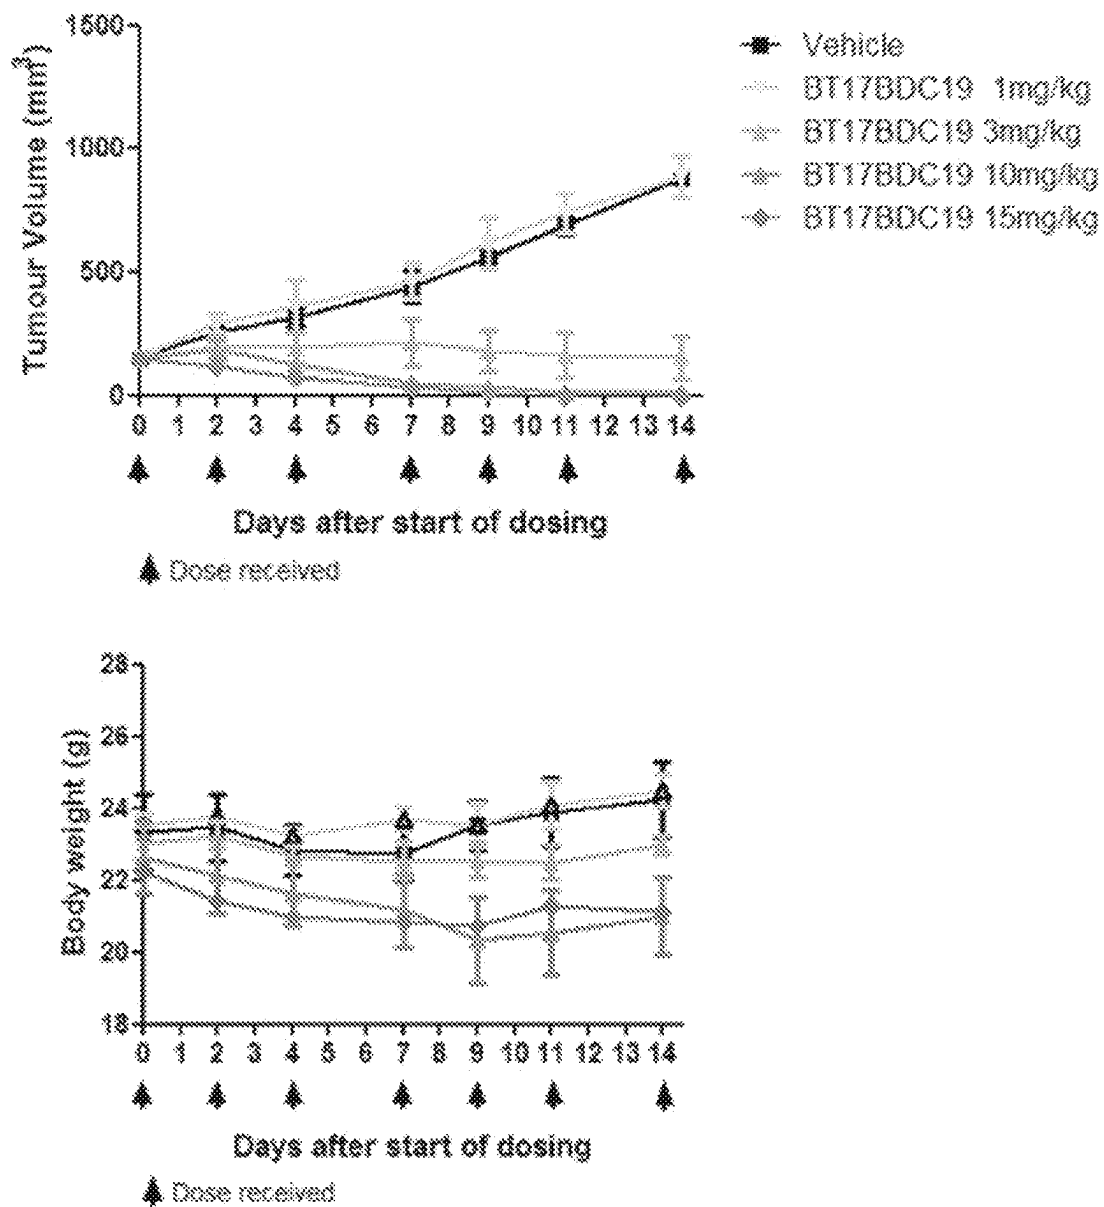 1500
1000
500
0
Tumour Volume (mm³)
0 1 2 3 4 5 6 7 8 9 10 11 12 13 14
Days after start of dosing
Dose received
Vehicle
BT17BDC19 1mg/kg
BT17BDC19 3mg/kg
BT17BDC19 10mg/kg
BT17BDC19 15mg/kg
28
26
24
22
20
18
Body weight (g)
0 1 2 3 4 5 6 7 8 9 10 11 12 13 14
Days after start of dosing
Dose received